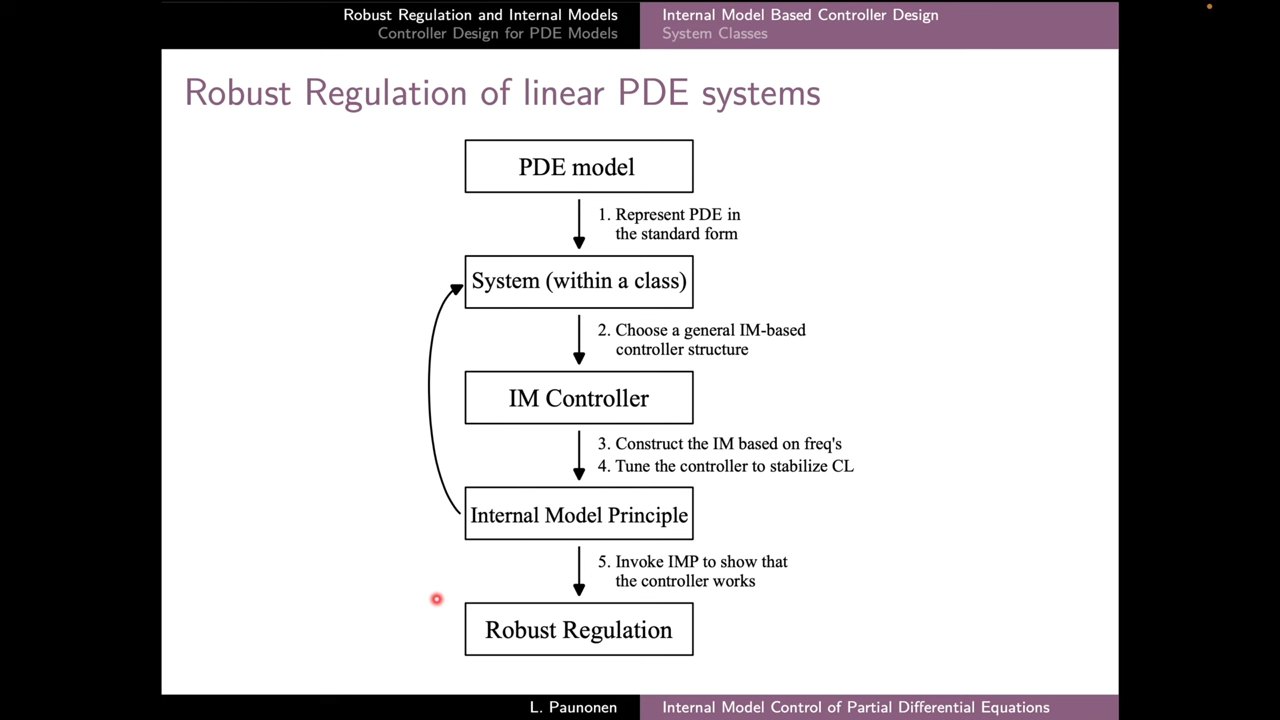 Robust Regulation and Internal Models
Controller Design for PDE Models
Internal Model Based Controller Design
System Classes
Robust Regulation of linear PDE systems
PDE model
1. Represent PDE in
the standard form
System (within a class)
2. Choose a general IM-based
controller structure
IM Controller
3. Construct the IM based on freq's
4. Tune the controller to stabilize CL
Internal Model Principle
5. Invoke IMP to show that
the controller works
Robust Regulation
L. Paunonen
Internal Model Control of Partial Differential Equations